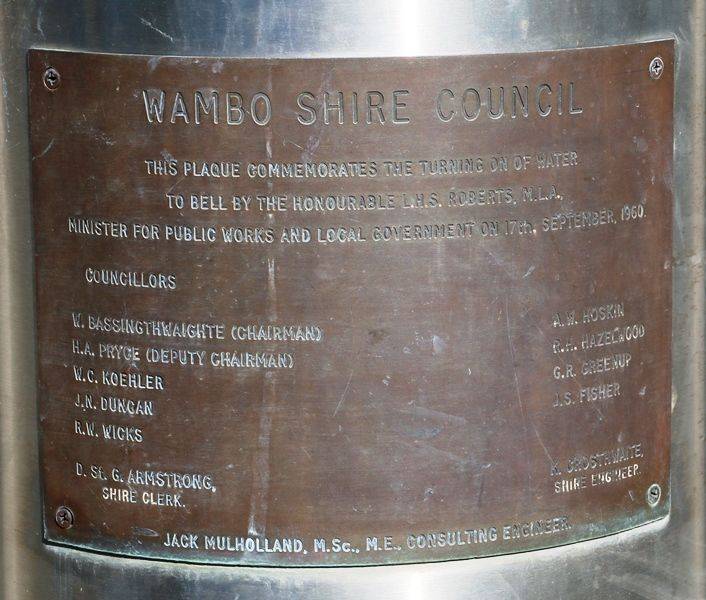 WAMBO SHIRE COUNCIL
THIS PLAQUE COMMEMORATES THE TURNING ON OF WATER
TO BELL BY THE HONOURABLE L.H.S. ROBERTS, M.L.A.,
MINISTER FOR PUBLIC WORKS AND LOCAL GOVERNMENT ON 17th. SEPTEMBER, 1960.
COUNCILLORS
W. BASSINGTHWAIGHTE (CHAIRMAN)
H.A. PRYCE (DEPUTY CHAIRMAN)
W.C. KOEHLER
J.N. DUNCAN
R.W. WICKS
A.W. HOSKIN
R.H. HAZELWOOD
G.R. GREENUP
J.S. FISHER
D. St. G. ARMSTRONG,
SHIRE CLERK.
K. CROSTHWAITE,
SHIRE ENGINEER.
JACK MULHOLLAND, M.Sc., M.E., CONSULTING ENGINEER.